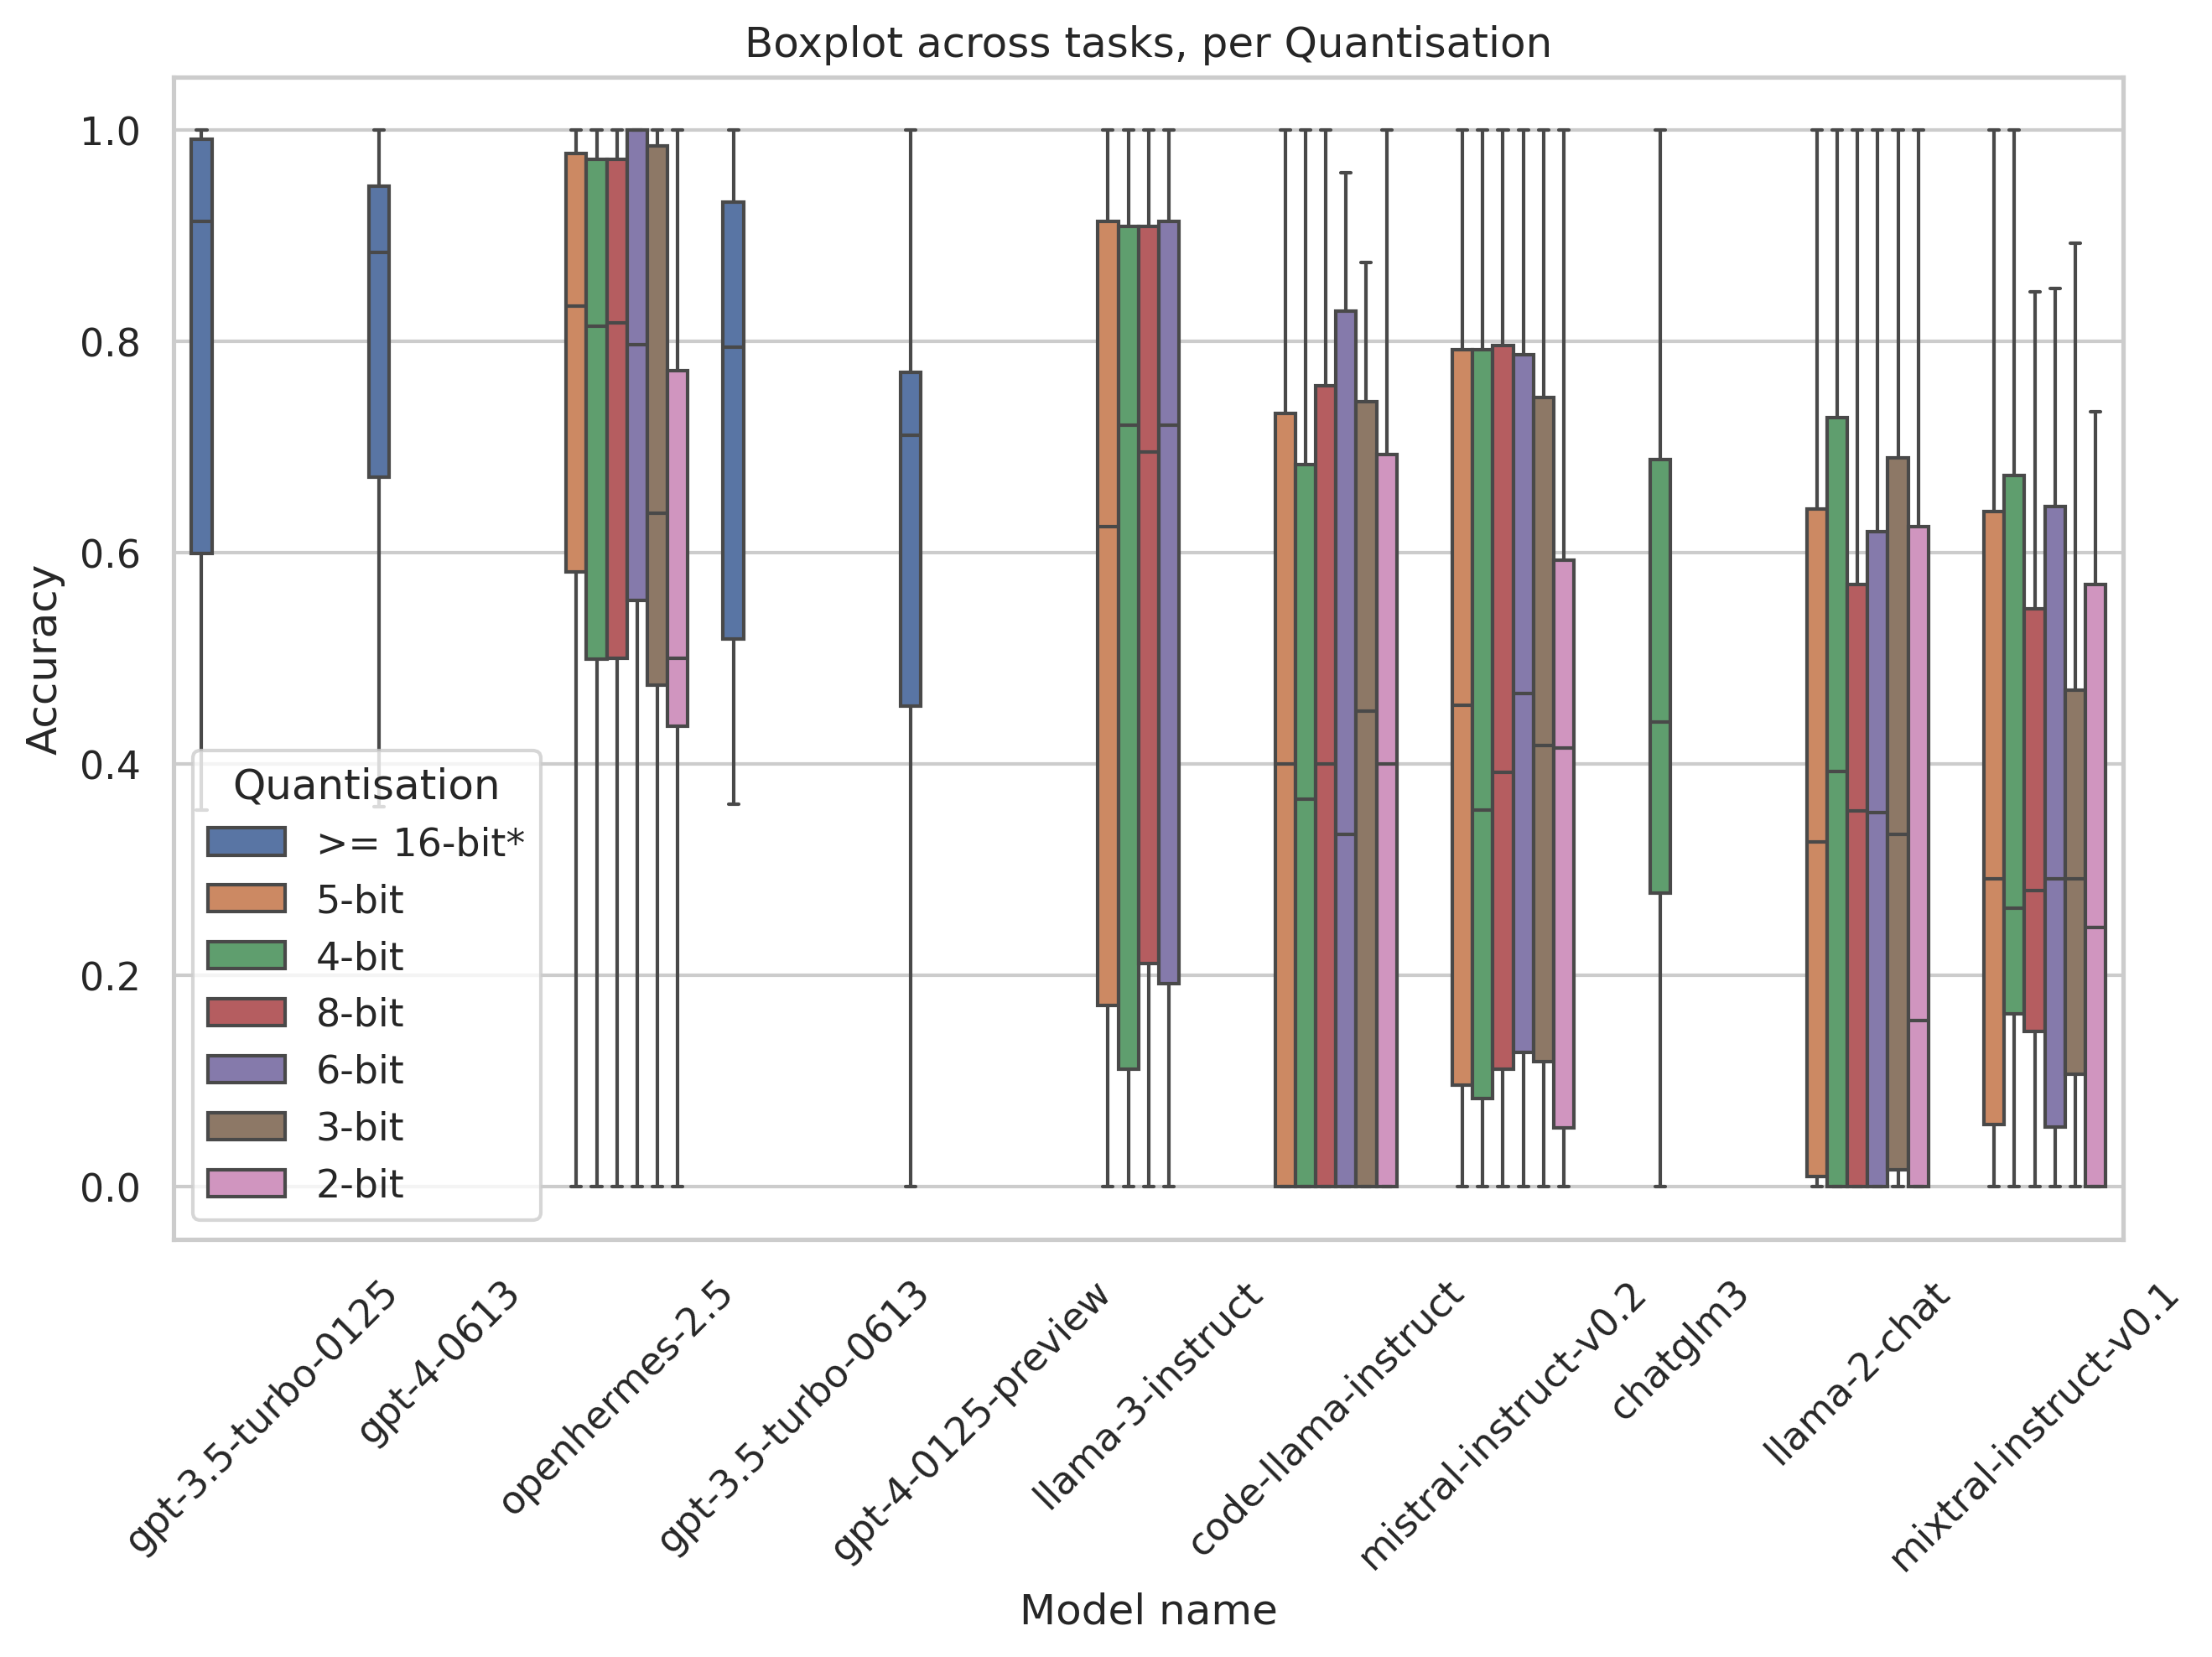 Boxplot across tasks, per Quantisation
1.0
0.8
0.6
0.4
0.2
0.0
Accuracy
Quantisation
>= 16-bit*
5-bit
4-bit
8-bit
6-bit
3-bit
2-bit
gpt-3.5-turbo-0125
gpt-4-0613
openhermes-2.5
gpt-3.5-turbo-0613
gpt-4-0125-preview
llama-3-instruct
code-llama-instruct
mistral-instruct-v0.2
chatglm3
llama-2-chat
mixtral-instruct-v0.1
Model name